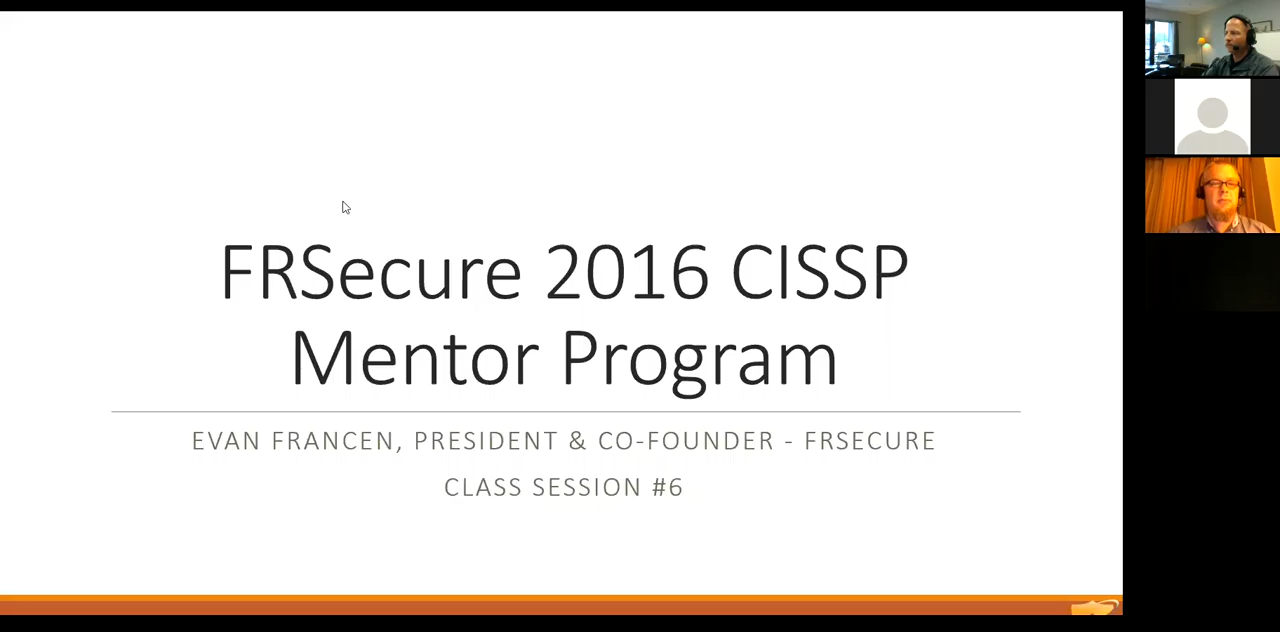 FRSecure 2016 CISSP
Mentor Program
EVAN FRANCEN, PRESIDENT & CO-FOUNDER - FRSECURE
CLASS SESSION #6